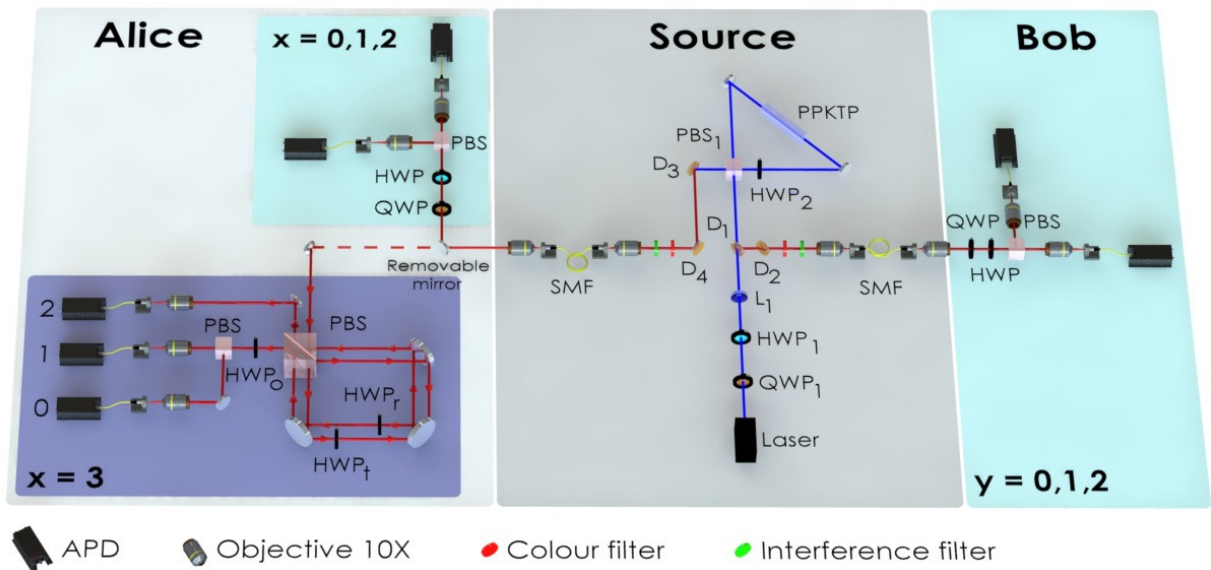 Alice
Source
Bob
x = 0,1,2
PBS
HWP
QWP
Removable
mirror
2
1
0
PBS
PBS
HWPo
HWPr
HWPt
x = 3
PPKTP
PBS1
D3
HWP2
D1
D4
D2
SMF
SMF
L1
HWP1
QWP1
Laser
QWP
PBS
HWP
y = 0,1,2
APD
Objective 10X
Colour filter
Interference filter